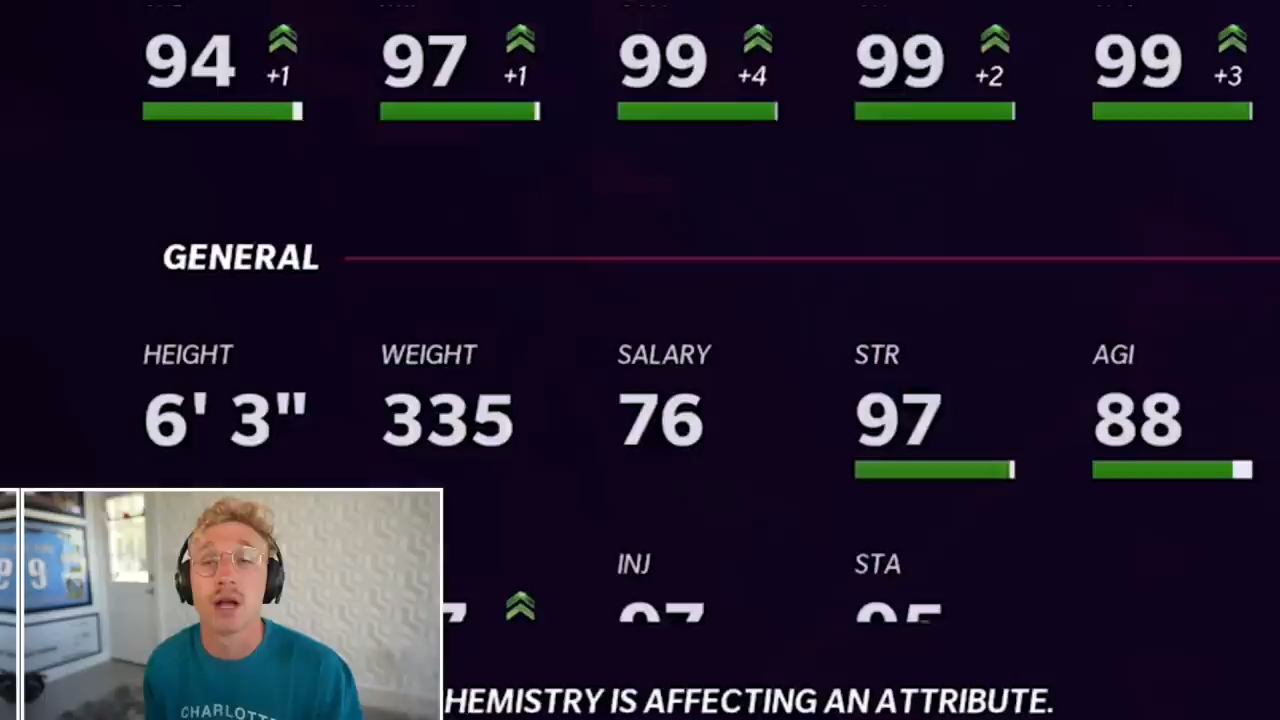 94 97 99 99 99
+1 +1 +4 +2 +3
GENERAL
HEIGHT WEIGHT SALARY STR AGI
6' 3" 335 76 97 88
INJ STA
HEMISTRY IS AFFECTING AN ATTRIBUTE.